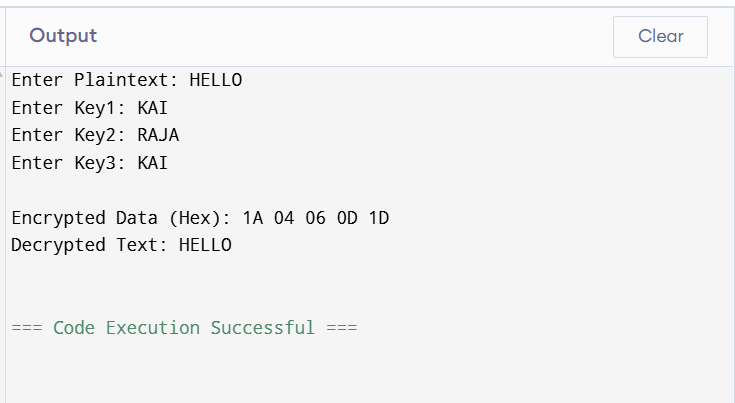 Output
Clear
Enter Plaintext: HELLO
Enter Key1: KAI
Enter Key2: RAJA
Enter Key3: KAI
Encrypted Data (Hex): 1A 04 06 0D 1D
Decrypted Text: HELLO
=== Code Execution Successful ===